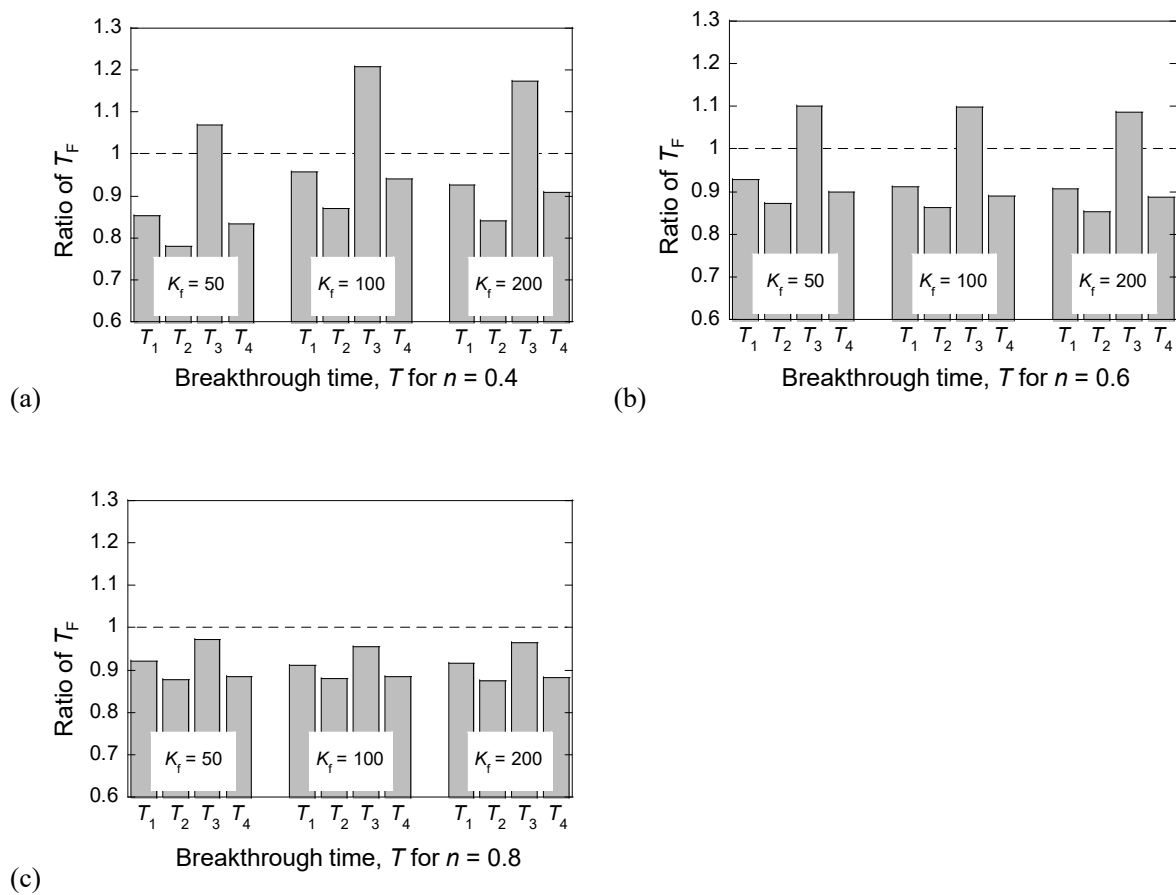 1.3
1.2
1.1
1
0.9
0.8
0.7
0.6
Ratio of T_F
K_f = 50
K_f = 100
K_f = 200
T_1 T_2 T_3 T_4 T_1 T_2 T_3 T_4 T_1 T_2 T_3 T_4
Breakthrough time, T for n = 0.4
(a)
1.3
1.2
1.1
1
0.9
0.8
0.7
0.6
Ratio of T_F
K_f = 50
K_f = 100
K_f = 200
T_1 T_2 T_3 T_4 T_1 T_2 T_3 T_4 T_1 T_2 T_3 T_4
Breakthrough time, T for n = 0.6
(b)
1.3
1.2
1.1
1
0.9
0.8
0.7
0.6
Ratio of T_F
K_f = 50
K_f = 100
K_f = 200
T_1 T_2 T_3 T_4 T_1 T_2 T_3 T_4 T_1 T_2 T_3 T_4
Breakthrough time, T for n = 0.8
(c)